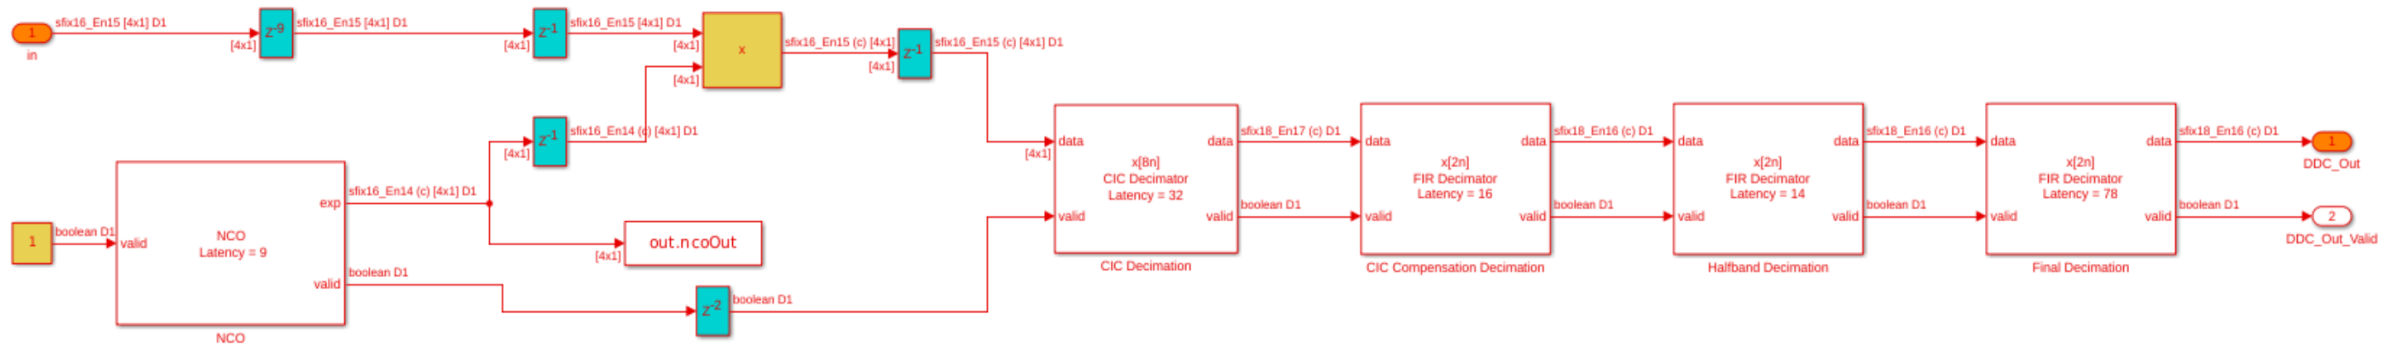 1
in
sfix16_En15 [4x1] D1
[4x1]
z-9
sfix16_En15 [4x1] D1
[4x1]
z-1
sfix16_En15 [4x1] D1
[4x1]
[4x1]
x
sfix16_En15 (c) [4x1]
[4x1]
z-1
sfix16_En15 (c) [4x1] D1
[4x1]
z-1
sfix16_En14 (c) [4x1] D1
1
boolean D1
valid
NCO
Latency = 9
exp
valid
NCO
sfix16_En14 (c) [4x1] D1
[4x1]
out.ncoOut
boolean D1
z-2
boolean D1
[4x1]
data
valid
x[8n]
CIC Decimator
Latency = 32
data
valid
CIC Decimation
sfix18_En17 (c) D1
boolean D1
data
valid
x[2n]
FIR Decimator
Latency = 16
data
valid
CIC Compensation Decimation
sfix18_En16 (c) D1
boolean D1
data
valid
x[2n]
FIR Decimator
Latency = 14
data
valid
Halfband Decimation
sfix18_En16 (c) D1
boolean D1
data
valid
x[2n]
FIR Decimator
Latency = 78
data
valid
Final Decimation
sfix18_En16 (c) D1
boolean D1
1
DDC_Out
2
DDC_Out_Valid